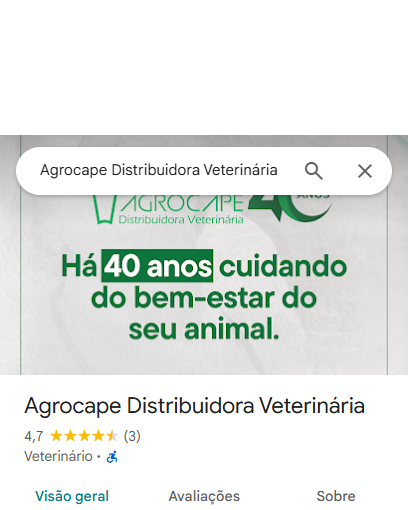 Agrocape Distribuidora Veterinária
AGROCAPE 40 ANOS
Distribuidora Veterinária
Há 40 anos cuidando
do bem-estar do
seu animal.
Agrocape Distribuidora Veterinária
4,7 (3)
Veterinário ·
Visão geral Avaliações Sobre